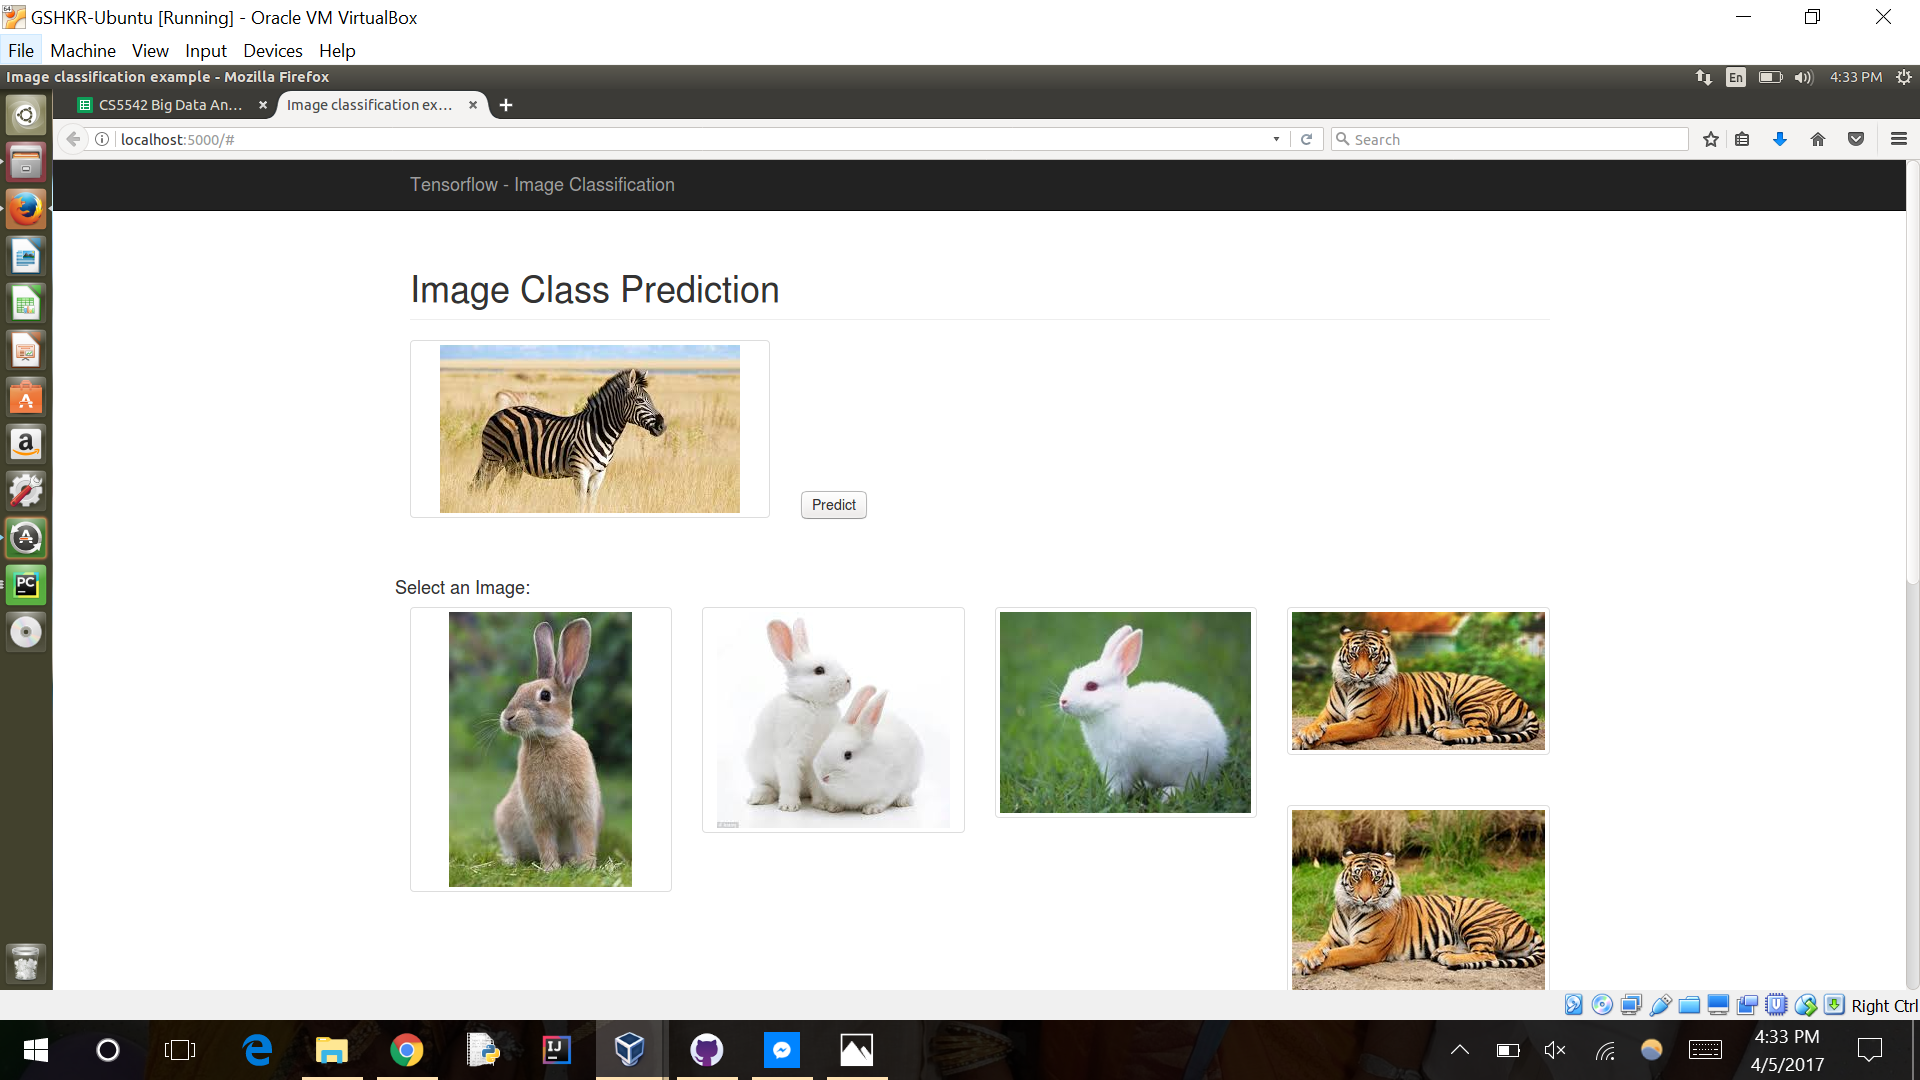 GSHKR-Ubuntu [Running] - Oracle VM VirtualBox
File Machine View Input Devices Help
Image classification example - Mozilla Firefox
En
4:33 PM
CS5542 Big Data An...
Image classification ex...
localhost:5000/#
Search
Tensorflow - Image Classification
Image Class Prediction
Predict
Select an Image:
PC
Right Ctrl
IJ
4:33 PM
4/5/2017